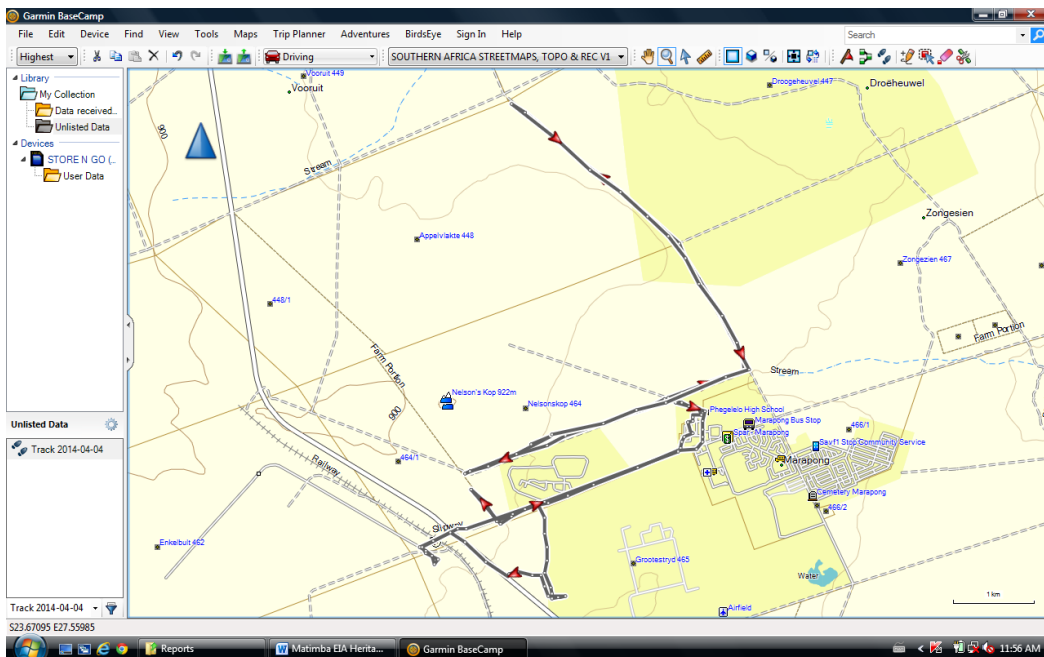 Garmin BaseCamp
File Edit Device Find View Tools Maps Trip Planner Adventures BirdsEye Sign In Help
Search
Highest
Driving
SOUTHERN AFRICA STREETMAPS, TOPO & REC V1
Library
My Collection
Data received...
Unlisted Data
Devices
STORE N GO (...
User Data
Unlisted Data
Track 2014-04-04
Track 2014-04-04
Vooruit 449
Vooruit
Droogeheuvel 447
Droëheuwel
900
Stream
Appelvlakte 448
Zongesien
Zongezien 467
448/1
Farm Portion
Farm Portion
Stream
900
Nelson's Kop 922m
Nelsonskop 464
Phegelelo High School
Marapong Bus Stop
466/1
Spar - Marapong
Savf1 Stop Community Service
464/1
Marapong
Railway
Cemetery Marapong
466/2
Slipway
Enkelbult 462
Grootestryd 465
Water
1 km
Airfield
S23.67095 E27.55985
Reports
Matimba EIA Herita...
Garmin BaseCamp
11:56 AM